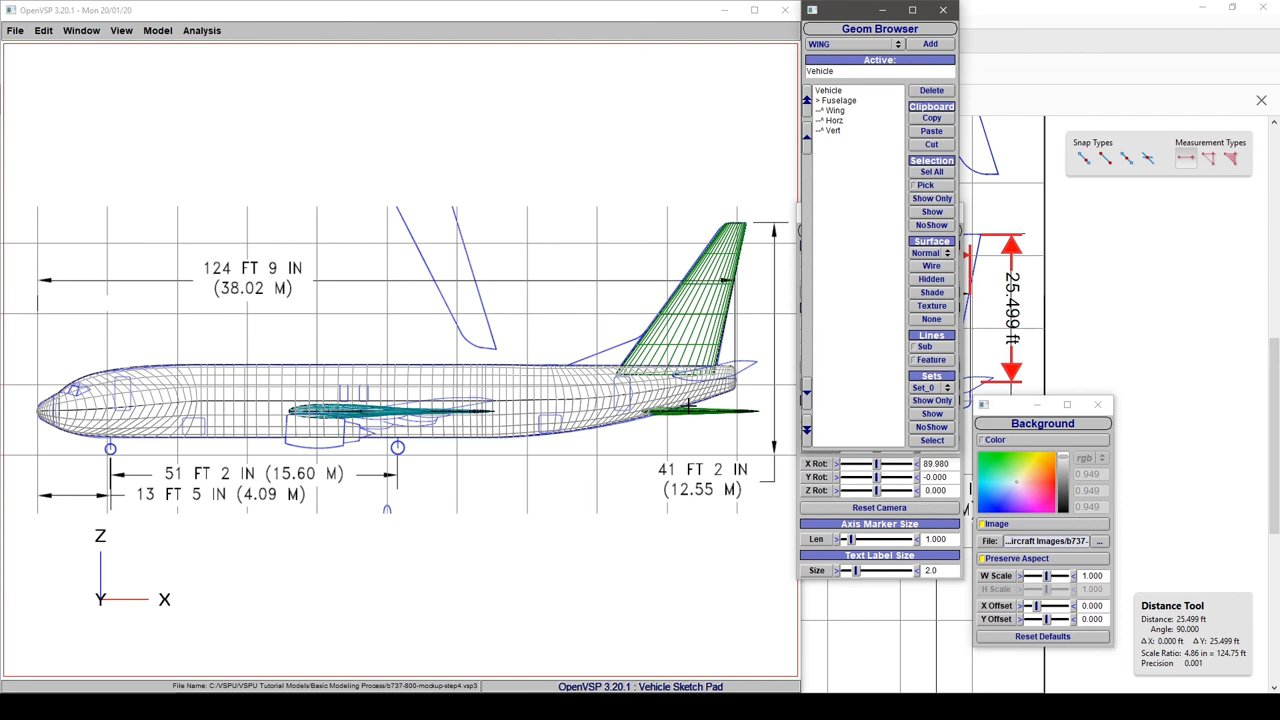 OpenVSP 3.20.1 - Mon 20/01/20
File Edit Window View Model Analysis
124 FT 9 IN
(38.02 M)
51 FT 2 IN (15.60 M)
13 FT 5 IN (4.09 M)
41 FT 2 IN
(12.55 M)
Z
Y X
File Name: C:/VSPU/VSPU Tutorial Models/Basic Modeling Process/b737-800-mockup-step4.vsp3
OpenVSP 3.20.1 : Vehicle Sketch Pad
Geom Browser
WING Add
Active:
Vehicle
Vehicle
> Fuselage
--^ Wing
--^ Horz
--^ Vert
Delete
Clipboard
Copy
Paste
Cut
Selection
Sel All
Pick
Show Only
Show
NoShow
Surface
Normal
Wire
Hidden
Shade
Texture
None
Lines
Sub
Feature
Sets
Set_0
Show Only
Show
NoShow
Select
X Rot: > < 89.980
Y Rot: > < -0.000
Z Rot: > < 0.000
Reset Camera
Axis Marker Size
Len > < 1.000
Text Label Size
Size > < 2.0
Snap Types Measurement Types
25.499 ft
Background
Color
rgb
0.949
0.949
0.949
Image
File: ...ircraft Images/b737- ...
Preserve Aspect
W Scale > < 1.000
H Scale > < 1.000
X Offset > < 0.000
Y Offset > < 0.000
Reset Defaults
Distance Tool
Distance: 25.499 ft
Angle: 90.000
Δ X: 0.000 ft Δ Y: 25.499 ft
Scale Ratio: 4.86 in = 124.75 ft
Precision 0.001